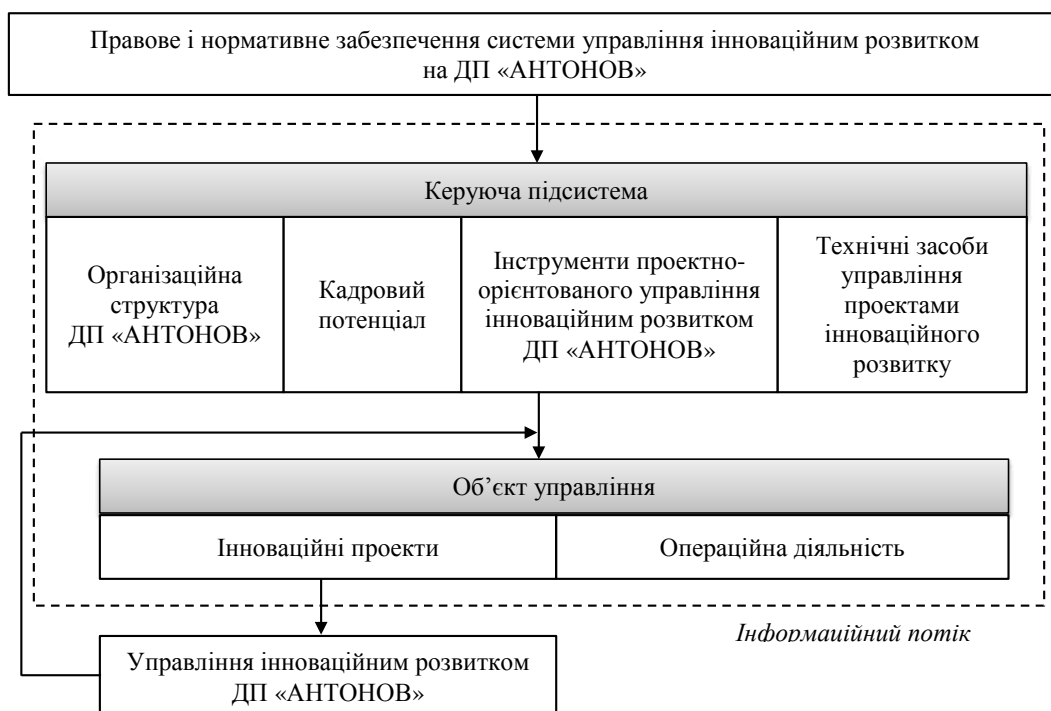 Правове і нормативне забезпечення системи управління інноваційним розвитком
на ДП «АНТОНОВ»
Керуюча підсистема
Організаційна
структура
ДП «АНТОНОВ»
Кадровий
потенціал
Інструменти проектно-
орієнтованого управління
інноваційним розвитком
ДП «АНТОНОВ»
Технічні засоби
управління
проектами
інноваційного
розвитку
Об’єкт управління
Інноваційні проекти
Операційна діяльність
Інформаційний потік
Управління інноваційним розвитком
ДП «АНТОНОВ»